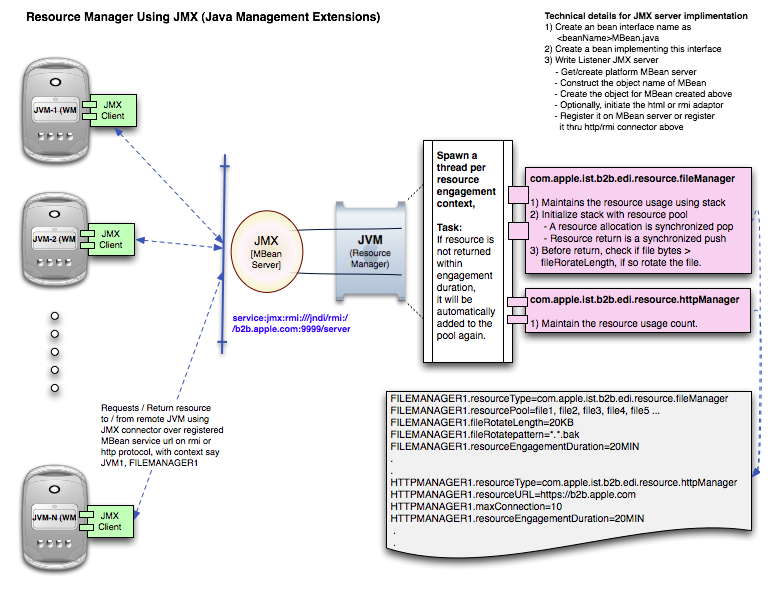 Resource Manager Using JMX (Java Management Extensions)
Technical details for JMX server implimentation
1) Create an bean interface name as
<beanName>MBean.java
2) Create a bean implementing this interface
3) Write Listener JMX server
- Get/create platform MBean server
- Construct the object name of MBean
- Create the object for MBean created above
- Optionally, initiate the html or rmi adaptor
- Register it on MBean server or register
it thru http/rmi connector above
JVM-1 (WM
JMX
Client
JVM-2 (WM
JMX
Client
JVM-N (WM
JMX
Client
JMX
[MBean
Server]
service:jmx:rmi:///jndi/rmi:/
/b2b.apple.com:9999/server
JVM
(Resource
Manager)
Spawn a
thread per
resource
engagement
context,
Task:
If resource is
not returned
within
engagement
duration,
it will be
automatically
added to the
pool again.
com.apple.ist.b2b.edi.resource.fileManager
1) Maintains the resource usage using stack
2) Initialize stack with resource pool
- A resource allocation is synchronized pop
- Resource return is a synchronized push
3) Before return, check if file bytes >
fileRorateLength, if so rotate the file.
com.apple.ist.b2b.edi.resource.httpManager
1) Maintain the resource usage count.
Requests / Return resource
to / from remote JVM using
JMX connector over registered
MBean service url on rmi or
http protocol, with context say
JVM1, FILEMANAGER1
FILEMANAGER1.resourceType=com.apple.ist.b2b.edi.resource.fileManager
FILEMANAGER1.resourcePool=file1, file2, file3, file4, file5 ...
FILEMANAGER1.fileRotateLength=20KB
FILEMANAGER1.fileRotatepattern=*.*.bak
FILEMANAGER1.resourceEngagementDuration=20MIN
.
.
HTTPMANAGER1.resourceType=com.apple.ist.b2b.edi.resource.httpManager
HTTPMANAGER1.resourceURL=https://b2b.apple.com
HTTPMANAGER1.maxConnection=10
HTTPMANAGER1.resourceEngagementDuration=20MIN
.
.